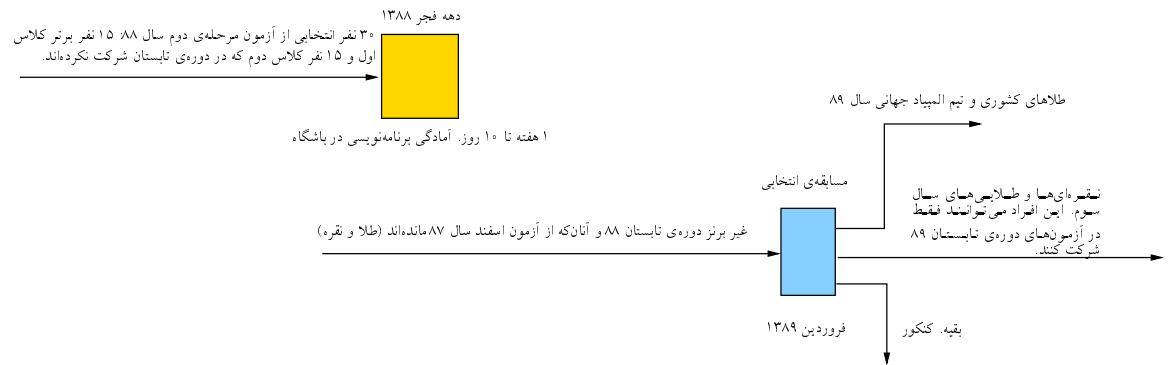 دهه فجر ۱۳۸۸
۳۰ نفر انتخابی از آزمون مرحله‌ی دوم سال ۸۸: ۱۵ نفر برتر کلاس
اول و ۱۵ نفر کلاس دوم که در دوره‌ی تابستان شرکت نکرده‌اند.
۱ هفته تا ۱۰ روز. آمادگی برنامه‌نویسی در باشگاه
طلاهای کشوری و تیم المپیاد جهانی سال ۸۹
مسابقه‌ی انتخابی
نقره‌ای‌ها و طلایی‌های سال
سوم. این افراد می‌توانند فقط
در آزمون‌های دوره‌ی تابستان ۸۹
شرکت کنند.
غیر برنز دوره‌ی تابستان ۸۸ و آنان‌که از آزمون اسفند سال ۸۷ مانده‌اند (طلا و نقره)
فروردین ۱۳۸۹
بقیه. کنکور